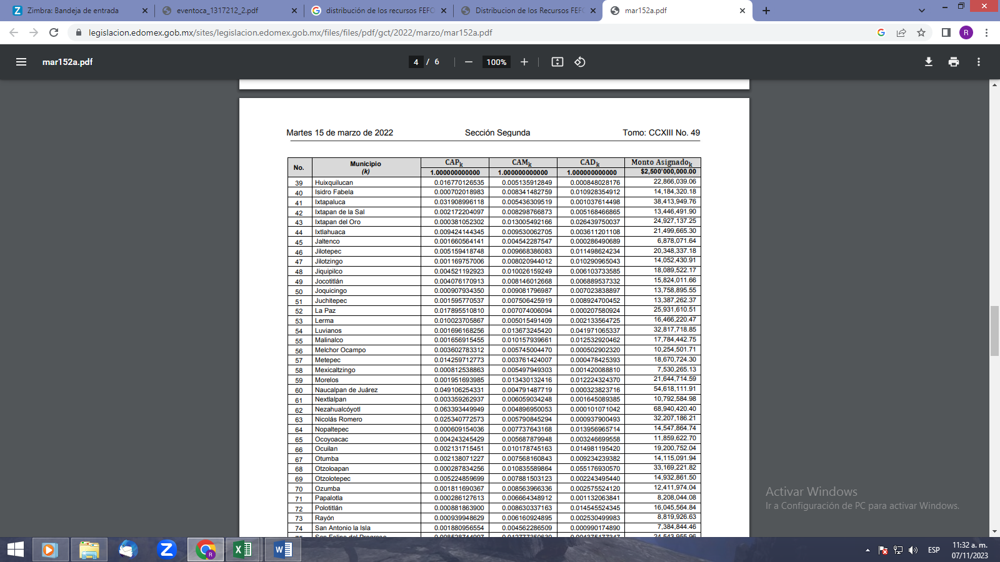 Zimbra: Bandeja de entrada
eventoca_1317212_2.pdf
distribución de los recursos FEFO
Distribucion de los Recursos FEF
mar152a.pdf
legislacion.edomex.gob.mx/sites/legislacion.edomex.gob.mx/files/files/pdf/gct/2022/marzo/mar152a.pdf
R
mar152a.pdf
4 / 6
100%
Martes 15 de marzo de 2022 Sección Segunda Tomo: CCXIII No. 49
No. Municipio (k) CAPk CAMk CADk Monto Asignadok
1.000000000000 1.000000000000 1.000000000000 $2,500'000,000.00
39 Huixquilucan 0.016770126535 0.005135912849 0.000848028176 22,866,039.06
40 Isidro Fabela 0.000702018983 0.008341482759 0.010928354912 14,184,320.18
41 Ixtapaluca 0.031908996118 0.005436309519 0.001037614498 38,413,949.76
42 Ixtapan de la Sal 0.002172204097 0.008298766873 0.005168466865 13,446,491.90
43 Ixtapan del Oro 0.000381052302 0.013005492166 0.026439750037 24,927,137.25
44 Ixtlahuaca 0.009424144345 0.009530062705 0.003611201108 21,499,665.30
45 Jaltenco 0.001660564141 0.004542287547 0.000286490689 6,878,071.64
46 Jilotepec 0.005159418748 0.009668386083 0.011498624234 20,348,337.18
47 Jilotzingo 0.001169757006 0.008020944012 0.010290965043 14,052,430.91
48 Jiquipilco 0.004521192923 0.010026159249 0.006103733585 18,089,522.17
49 Jocotitlán 0.004076170913 0.008146012668 0.006889537332 15,824,011.66
50 Joquicingo 0.000907934350 0.009081796987 0.007023838897 13,758,895.55
51 Juchitepec 0.001595770537 0.007506425919 0.008924700452 13,387,262.37
52 La Paz 0.017895510810 0.007074006094 0.000207580924 25,931,610.51
53 Lerma 0.010023705867 0.005015491409 0.002133564725 16,466,220.47
54 Luvianos 0.001696168256 0.013673245420 0.041971065337 32,817,718.85
55 Malinalco 0.001656915455 0.010157939661 0.012532920462 17,784,442.75
56 Melchor Ocampo 0.003602783312 0.005745004470 0.000502902320 10,254,501.71
57 Metepec 0.014259712773 0.003761424007 0.000478425393 18,670,724.30
58 Mexicaltzingo 0.000812538863 0.005497949303 0.001420088810 7,530,265.13
59 Morelos 0.001951693985 0.013430132416 0.012224324370 21,644,714.59
60 Naucalpan de Juárez 0.049106254331 0.004791487719 0.000323823716 54,618,111.91
61 Nextlalpan 0.003359262937 0.006059034248 0.001645089385 10,792,584.98
62 Nezahualcóyotl 0.063393449949 0.004896950053 0.000101071042 68,940,420.40
63 Nicolás Romero 0.025340772573 0.005790845294 0.000937900493 32,207,186.21
64 Nopaltepec 0.000609154036 0.007737643168 0.013956965714 14,547,864.74
65 Ocoyoacac 0.004243245429 0.005687879948 0.003246699558 11,859,622.70
66 Ocuilan 0.002131715451 0.010178745163 0.014981195420 19,200,752.04
67 Otumba 0.002138071227 0.007568160843 0.009234239382 14,115,091.94
68 Otzoloapan 0.000287834256 0.010835589864 0.055176930570 33,169,221.82
69 Otzolotepec 0.005224859699 0.007881503123 0.002243495440 14,932,861.50
70 Ozumba 0.001811690367 0.008563966336 0.002575524120 12,411,974.04
71 Papalotla 0.000286127613 0.006664348912 0.001132063841 8,208,044.08
72 Polotitlán 0.000881863900 0.008630337163 0.014545524345 16,045,564.84
73 Rayón 0.000939948629 0.006160924895 0.002530499983 8,819,926.63
74 San Antonio la Isla 0.001880956554 0.004562286509 0.000990174890 7,384,844.46
Activar Windows
Ir a Configuración de PC para activar Windows.
ESP
11:32 a. m.
07/11/2023